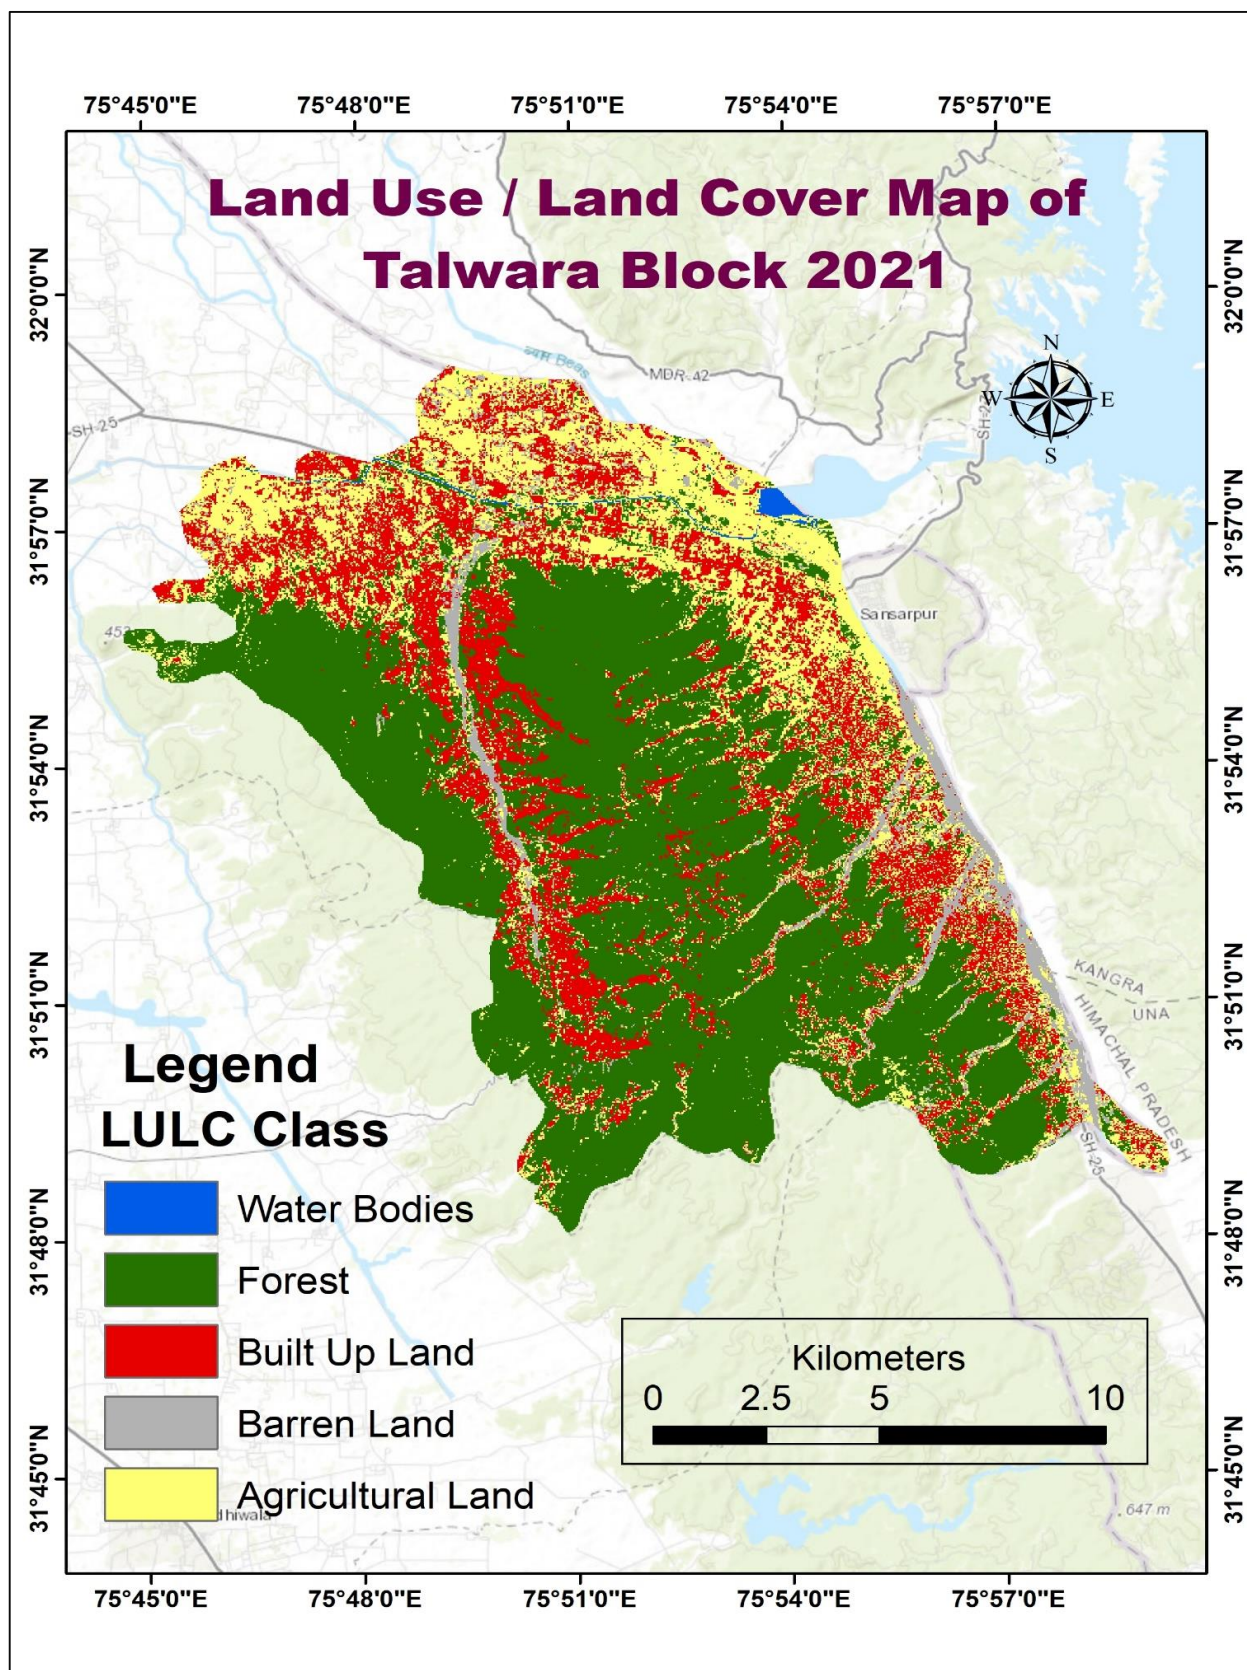 75°45'0"E 75°48'0"E 75°51'0"E 75°54'0"E 75°57'0"E
Land Use / Land Cover Map of
Talwara Block 2021
32°0'0"N
32°0'0"N
MDR-42
SH-25
N
W E
S
31°57'0"N
31°57'0"N
Sansarpur
453
31°54'0"N
31°54'0"N
KANGRA
UNA
HIMACHAL PRADESH
31°51'0"N
31°51'0"N
SH-25
Legend
LULC Class
Water Bodies
Forest
Built Up Land
Barren Land
Agricultural Land
31°48'0"N
31°48'0"N
Kilometers
0 2.5 5 10
31°45'0"N
31°45'0"N
dhiwala
647 m
75°45'0"E 75°48'0"E 75°51'0"E 75°54'0"E 75°57'0"E